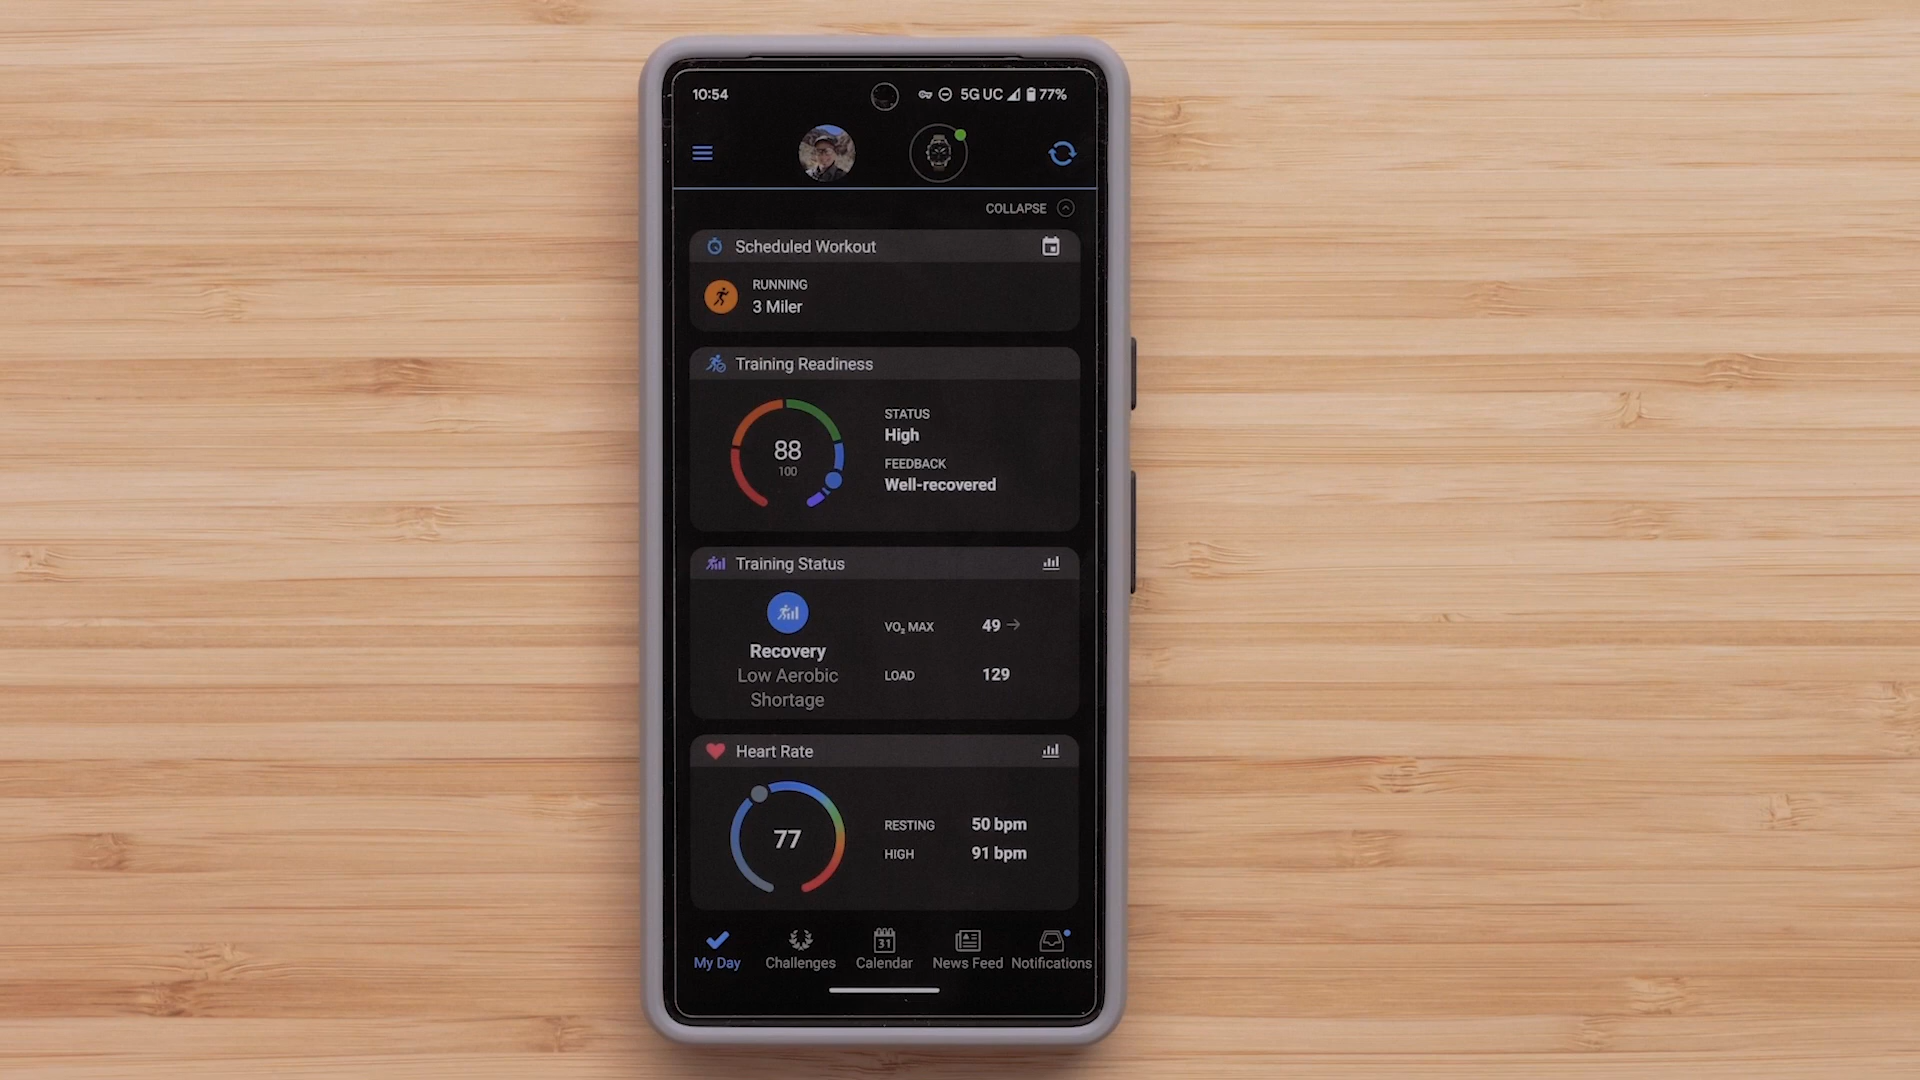 10:54
5G UC 77%
COLLAPSE
Scheduled Workout
RUNNING
3 Miler
Training Readiness
88
100
STATUS
High
FEEDBACK
Well-recovered
Training Status
Recovery
Low Aerobic
Shortage
VO₂ MAX 49
LOAD 129
Heart Rate
77
RESTING 50 bpm
HIGH 91 bpm
31
My Day Challenges Calendar News Feed Notifications